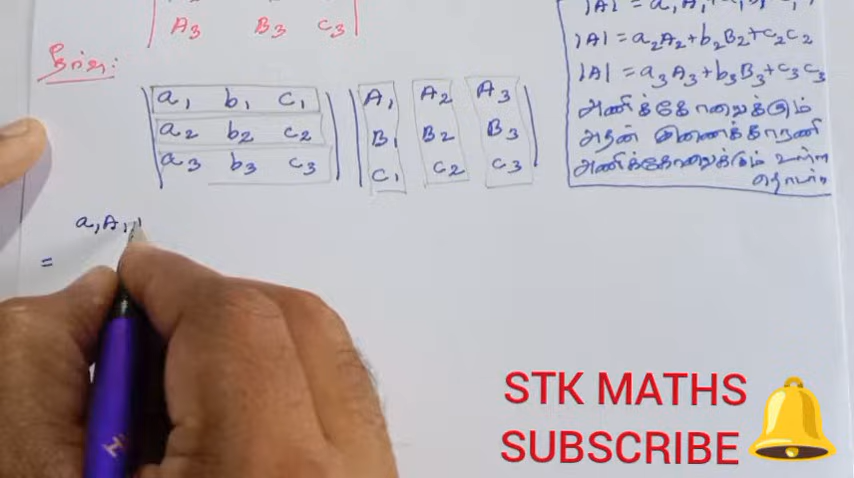 A₃ B₃ C₃
|A| = a₂A₂+b₂B₂+c₂C₂
|A| = a₃A₃+b₃B₃+c₃C₃
அணிக்கோவைக்கும்
அதன் இணைக்காரணி
அணிக்கோவைக்கும் உள்ள
தொடர்பு
தீர்வு:
a₁ b₁ c₁ A₁ A₂ A₃
a₂ b₂ c₂ B₁ B₂ B₃
a₃ b₃ c₃ C₁ C₂ C₃
a₁A₁
=
STK MATHS
SUBSCRIBE